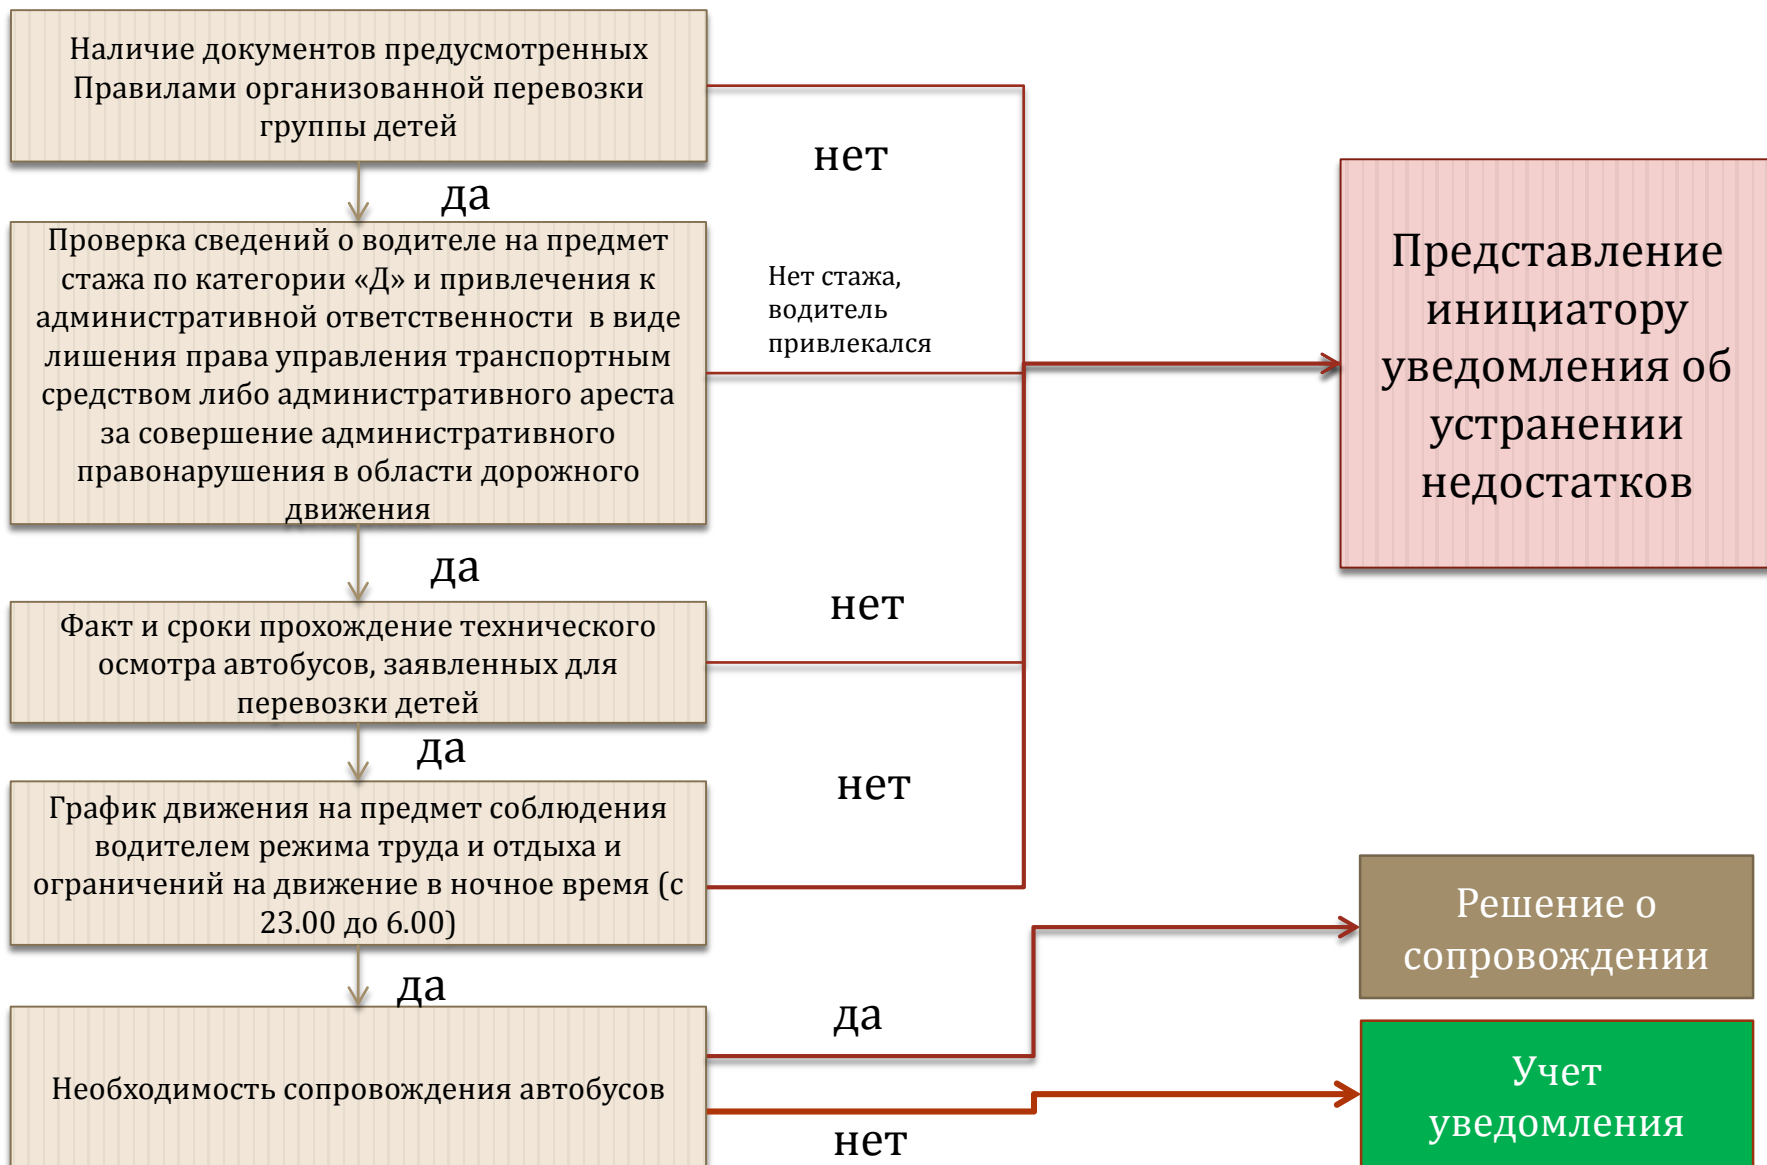 Наличие документов предусмотренных
Правилами организованной перевозки
группы детей
нет
да
Проверка сведений о водителе на предмет
стажа по категории «Д» и привлечения к
административной ответственности в виде
лишения права управления транспортным
средством либо административного ареста
за совершение административного
правонарушения в области дорожного
движения
Нет стажа,
водитель
привлекался
Представление
инициатору
уведомления об
устранении
недостатков
да
нет
Факт и сроки прохождение технического
осмотра автобусов, заявленных для
перевозки детей
да
нет
График движения на предмет соблюдения
водителем режима труда и отдыха и
ограничений на движение в ночное время (с
23.00 до 6.00)
Решение о
сопровождении
да
да
Необходимость сопровождения автобусов
нет
Учет
уведомления